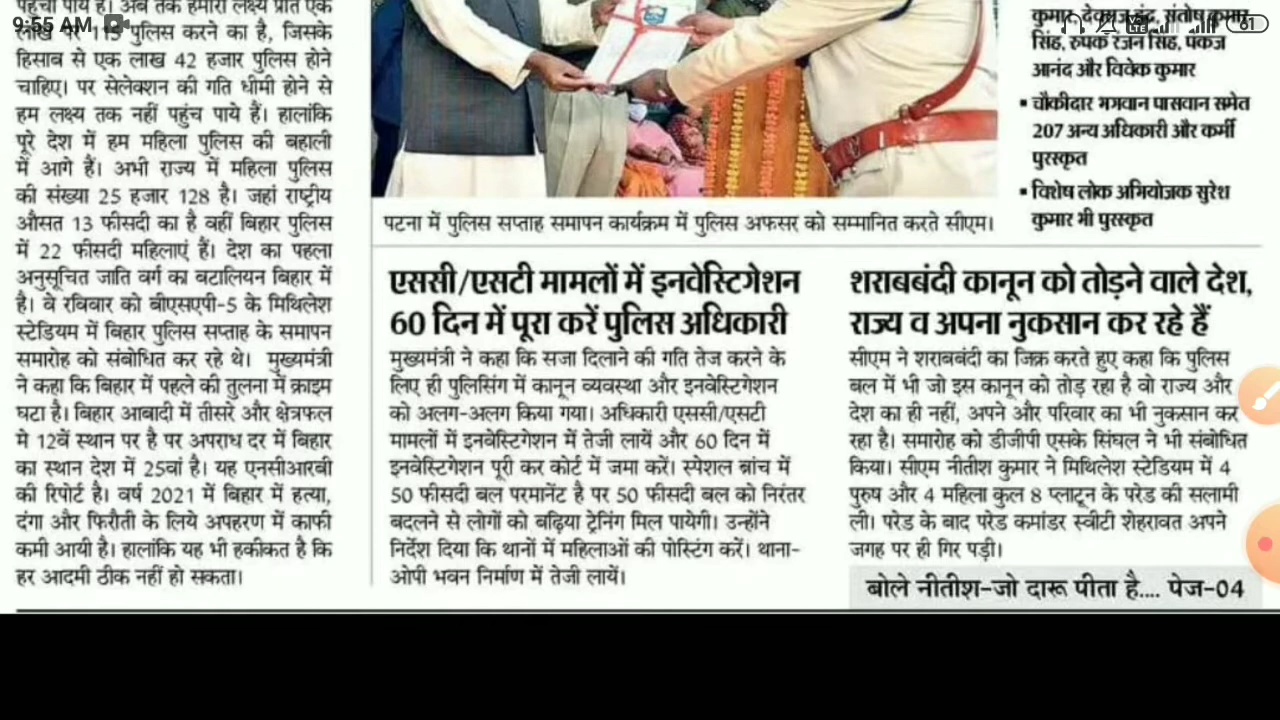 9:55 AM
पहुंचा पाये हैं। अब तक हमारा लक्ष्य प्रति एक
लाख पर 115 पुलिस करने का है, जिसके
हिसाब से एक लाख 42 हजार पुलिस होने
चाहिए। पर सेलेक्शन की गति धीमी होने से
हम लक्ष्य तक नहीं पहुंच पाये हैं। हालांकि
पूरे देश में हम महिला पुलिस की बहाली
में आगे हैं। अभी राज्य में महिला पुलिस
की संख्या 25 हजार 128 है। जहां राष्ट्रीय
औसत 13 फीसदी का है वहीं बिहार पुलिस
में 22 फीसदी महिलाएं हैं। देश का पहला
अनुसूचित जाति वर्ग का बटालियन बिहार में
है। वे रविवार को बीएसएपी-5 के मिथिलेश
स्टेडियम में बिहार पुलिस सप्ताह के समापन
समारोह को संबोधित कर रहे थे। मुख्यमंत्री
ने कहा कि बिहार में पहले की तुलना में क्राइम
घटा है। बिहार आबादी में तीसरे और क्षेत्रफल
मे 12वें स्थान पर है पर अपराध दर में बिहार
का स्थान देश में 25वां है। यह एनसीआरबी
की रिपोर्ट है। वर्ष 2021 में बिहार में हत्या,
दंगा और फिरौती के लिये अपहरण में काफी
कमी आयी है। हालांकि यह भी हकीकत है कि
हर आदमी ठीक नहीं हो सकता।
पटना में पुलिस सप्ताह समापन कार्यक्रम में पुलिस अफसर को सम्मानित करते सीएम।
LTE
61
कुमार, संतोष कुमार
सिंह, रुपक रंजन सिंह, पंकज
आनंद और विवेक कुमार
▪ चौकीदार भगवान पासवान समेत
207 अन्य अधिकारी और कर्मी
पुरस्कृत
▪ विशेष लोक अभियोजक सुरेश
कुमार भी पुरस्कृत
एससी/एसटी मामलों में इनवेस्टिगेशन
60 दिन में पूरा करें पुलिस अधिकारी
मुख्यमंत्री ने कहा कि सजा दिलाने की गति तेज करने के
लिए ही पुलिसिंग में कानून व्यवस्था और इनवेस्टिगेशन
को अलग-अलग किया गया। अधिकारी एससी/एसटी
मामलों में इनवेस्टिगेशन में तेजी लायें और 60 दिन में
इनवेस्टिगेशन पूरी कर कोर्ट में जमा करें। स्पेशल ब्रांच में
50 फीसदी बल परमानेंट है पर 50 फीसदी बल को निरंतर
बदलने से लोगों को बढ़िया ट्रेनिंग मिल पायेगी। उन्होंने
निर्देश दिया कि थानों में महिलाओं की पोस्टिंग करें। थाना-
ओपी भवन निर्माण में तेजी लायें।
शराबबंदी कानून को तोड़ने वाले देश,
राज्य व अपना नुकसान कर रहे हैं
सीएम ने शराबबंदी का जिक्र करते हुए कहा कि पुलिस
बल में भी जो इस कानून को तोड़ रहा है वो राज्य और
देश का ही नहीं, अपने और परिवार का भी नुकसान कर
रहा है। समारोह को डीजीपी एसके सिंघल ने भी संबोधित
किया। सीएम नीतीश कुमार ने मिथिलेश स्टेडियम में 4
पुरुष और 4 महिला कुल 8 प्लाटून के परेड की सलामी
ली। परेड के बाद परेड कमांडर स्वीटी शेहरावत अपने
जगह पर ही गिर पड़ी।
बोले नीतीश-जो दारू पीता है.... पेज-04